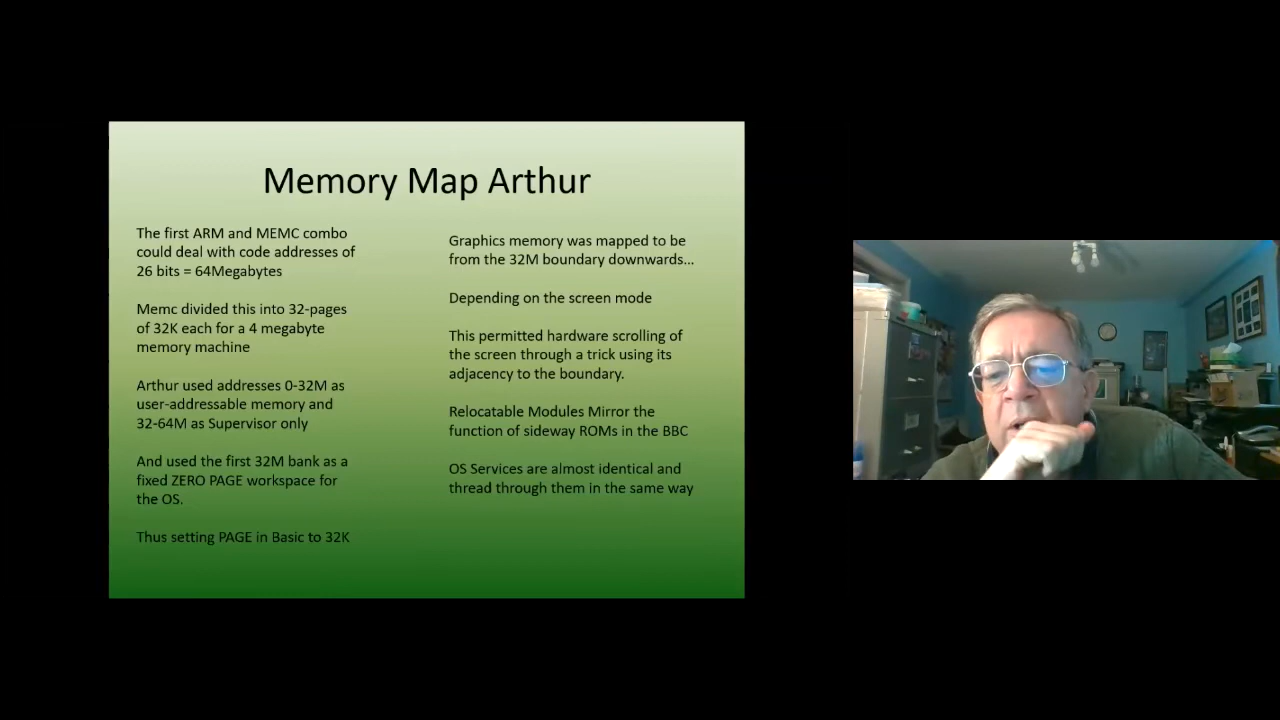 Memory Map Arthur
The first ARM and MEMC combo
could deal with code addresses of
26 bits = 64Megabytes
Memc divided this into 32-pages
of 32K each for a 4 megabyte
memory machine
Arthur used addresses 0-32M as
user-addressable memory and
32-64M as Supervisor only
And used the first 32M bank as a
fixed ZERO PAGE workspace for
the OS.
Thus setting PAGE in Basic to 32K
Graphics memory was mapped to be
from the 32M boundary downwards...
Depending on the screen mode
This permitted hardware scrolling of
the screen through a trick using its
adjacency to the boundary.
Relocatable Modules Mirror the
function of sideway ROMs in the BBC
OS Services are almost identical and
thread through them in the same way